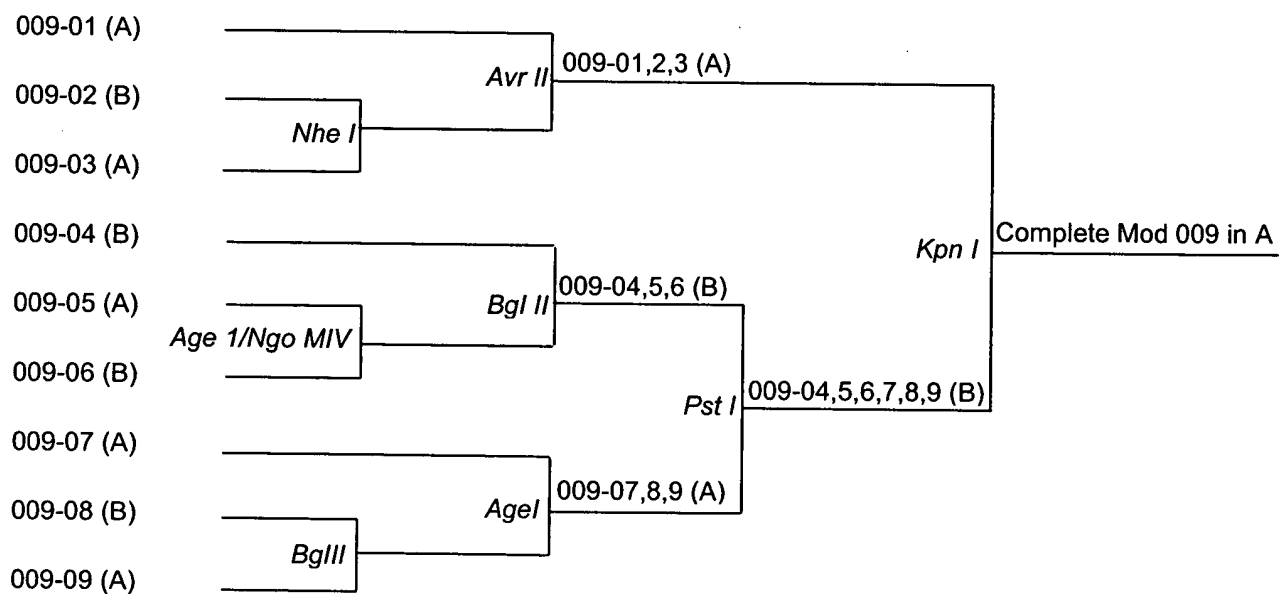 009-01 (A)
009-02 (B)
009-03 (A)
009-04 (B)
009-05 (A)
009-06 (B)
009-07 (A)
009-08 (B)
009-09 (A)
Nhe I
Age 1/Ngo MIV
BglII
Avr II
Bgl II
AgeI
009-01,2,3 (A)
009-04,5,6 (B)
009-07,8,9 (A)
Pst I
009-04,5,6,7,8,9 (B)
Kpn I
Complete Mod 009 in A